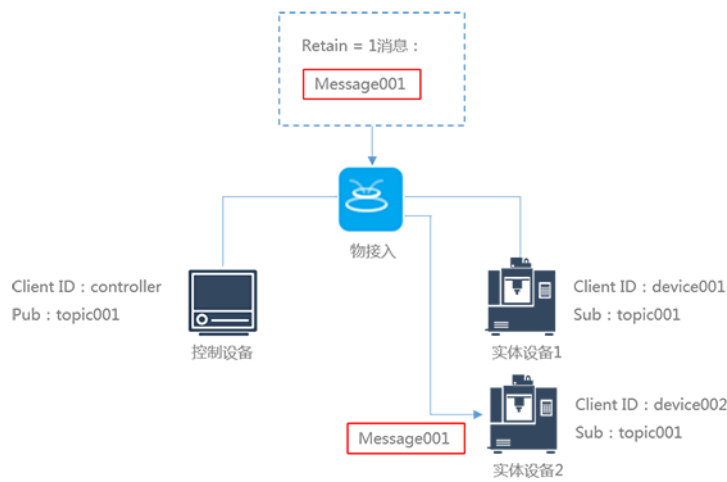 Retain = 1消息：
Message001
物接入
Client ID：controller
Pub：topic001
控制设备
Client ID：device001
Sub：topic001
实体设备1
Client ID：device002
Sub：topic001
Message001
实体设备2